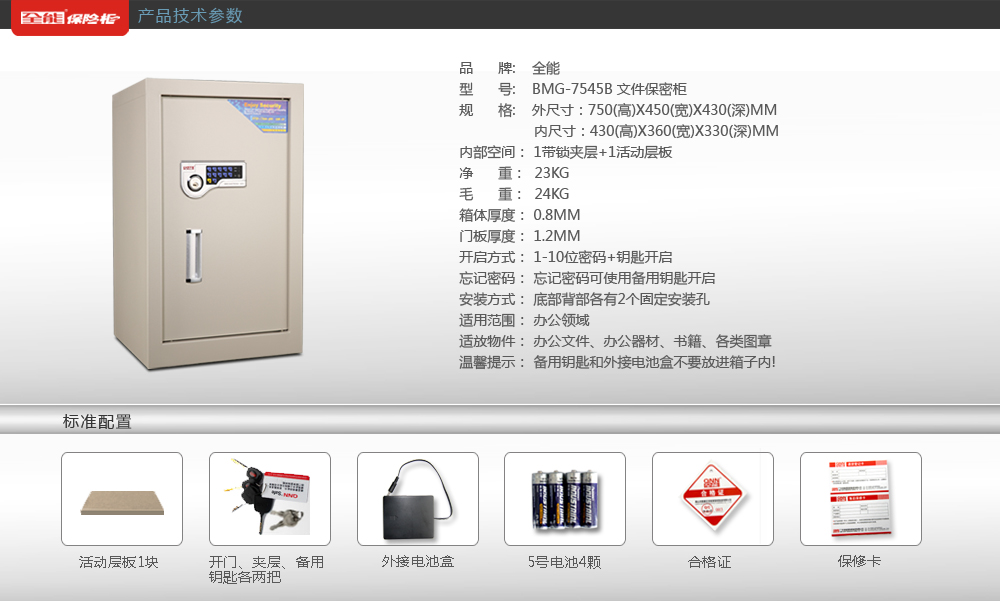 全能保险柜 产品技术参数
Enjoy Security
品 牌: 全能
型 号: BMG-7545B 文件保密柜
规 格: 外尺寸：750(高)X450(宽)X430(深)MM
内尺寸：430(高)X360(宽)X330(深)MM
内部空间： 1带锁夹层+1活动层板
净 重： 23KG
毛 重： 24KG
箱体厚度： 0.8MM
门板厚度： 1.2MM
开启方式： 1-10位密码+钥匙开启
忘记密码： 忘记密码可使用备用钥匙开启
安装方式： 底部背部各有2个固定安装孔
适用范围： 办公领域
适放物件： 办公文件、办公器材、书籍、各类图章
温馨提示： 备用钥匙和外接电池盒不要放进箱子内!
标准配置
合格证
活动层板1块
开门、夹层、备用
钥匙各两把
外接电池盒
5号电池4颗
合格证
保修卡